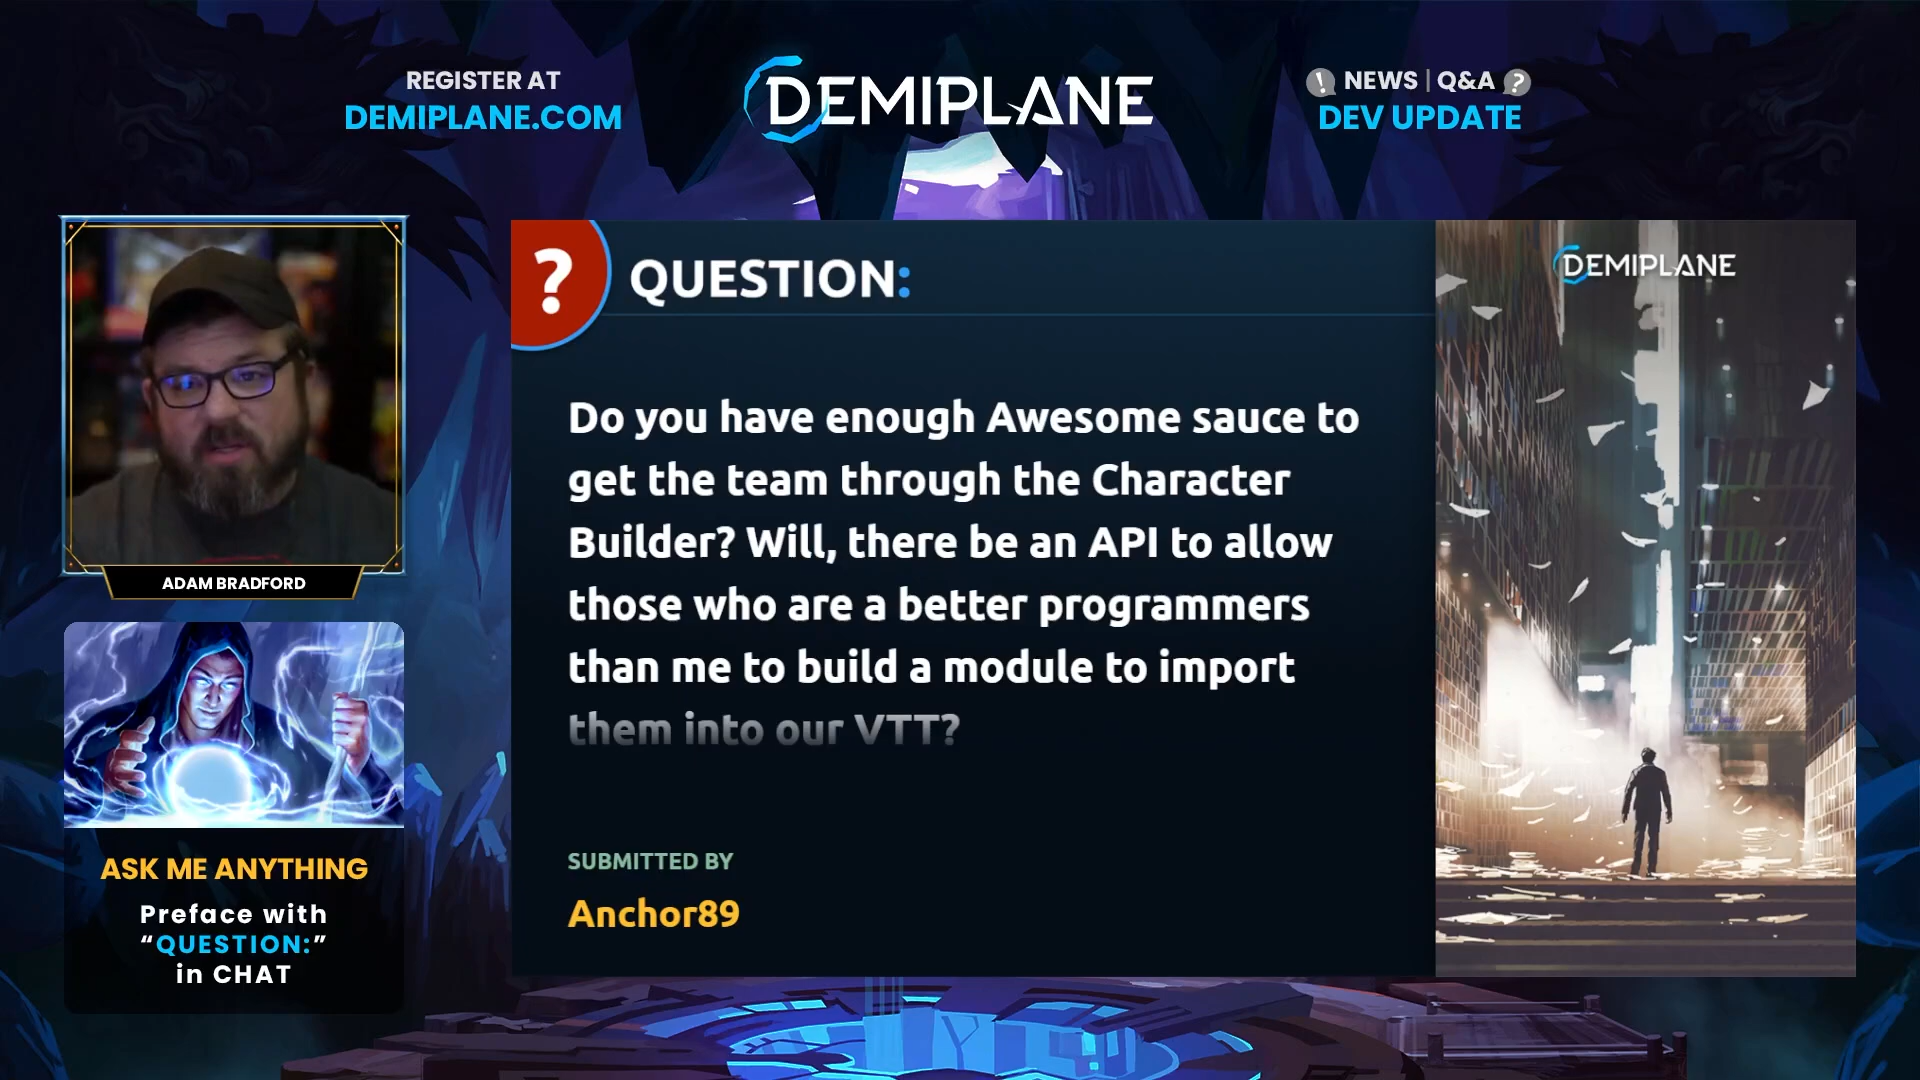 REGISTER AT
DEMIPLANE.COM
DEMIPLANE
! NEWS | Q&A ?
DEV UPDATE
ADAM BRADFORD
ASK ME ANYTHING
Preface with
“QUESTION:”
in CHAT
? QUESTION:
Do you have enough Awesome sauce to
get the team through the Character
Builder? Will, there be an API to allow
those who are a better programmers
than me to build a module to import
them into our VTT?
SUBMITTED BY
Anchor89
DEMIPLANE